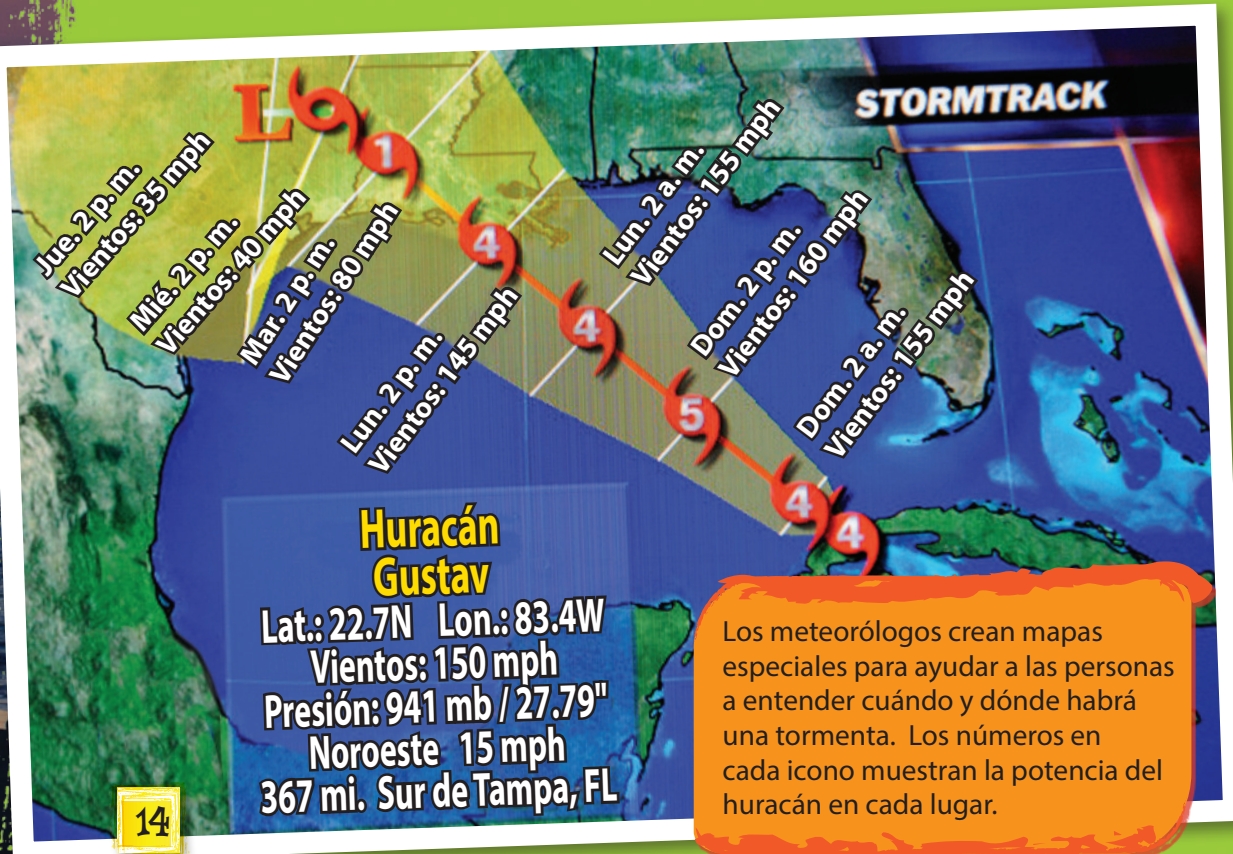 STORMTRACK
L
1
4
4
5
4
4
Jue. 2 p. m.
Vientos: 35 mph
Mié. 2 p. m.
Vientos: 40 mph
Mar. 2 p. m.
Vientos: 80 mph
Lun. 2 p. m.
Vientos: 145 mph
Lun. 2 a. m.
Vientos: 155 mph
Dom. 2 p. m.
Vientos: 160 mph
Dom. 2 a. m.
Vientos: 155 mph
Huracán
Gustav
Lat.: 22.7N Lon.: 83.4W
Vientos: 150 mph
Presión: 941 mb / 27.79"
Noroeste 15 mph
367 mi. Sur de Tampa, FL
Los meteorólogos crean mapas
especiales para ayudar a las personas
a entender cuándo y dónde habrá
una tormenta. Los números en
cada icono muestran la potencia del
huracán en cada lugar.
14